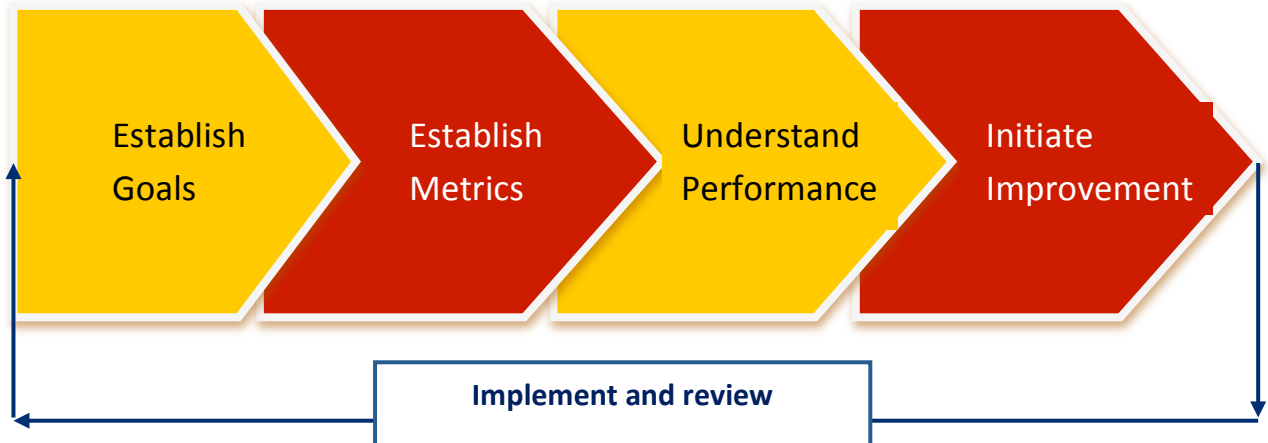 Establish
Goals
Establish
Metrics
Understand
Performance
Initiate
Improvement
Implement and review